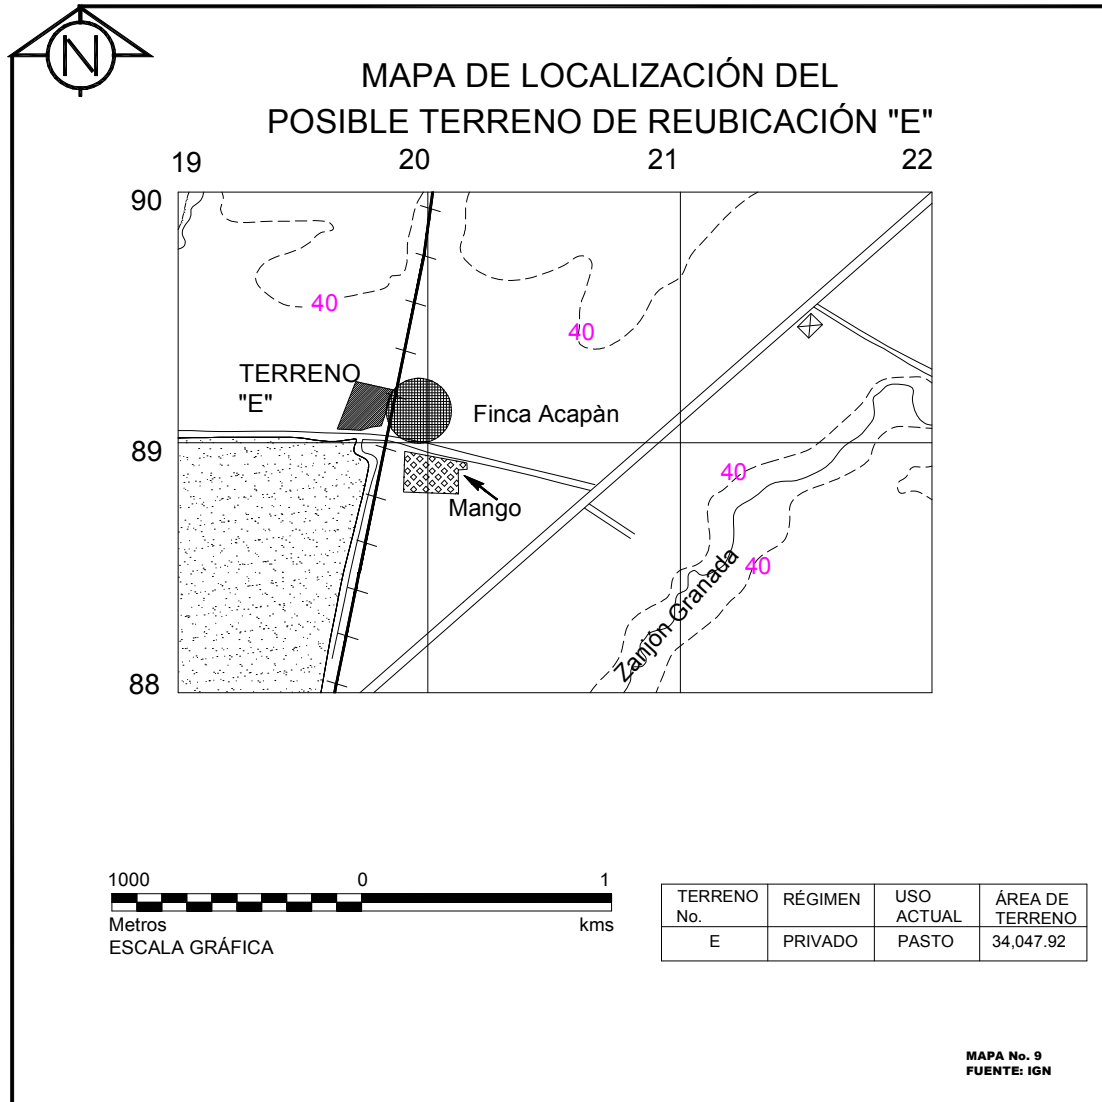 N
MAPA DE LOCALIZACIÓN DEL
POSIBLE TERRENO DE REUBICACIÓN "E"
19 20 21 22
90
40
40
TERRENO
"E"
Finca Acapàn
89
40
Mango
40
Zanjón Granada
88
1000 0 1
Metros kms
ESCALA GRÁFICA
TERRENO No. RÉGIMEN USO ACTUAL ÁREA DE TERRENO
E PRIVADO PASTO 34,047.92
MAPA No. 9
FUENTE: IGN